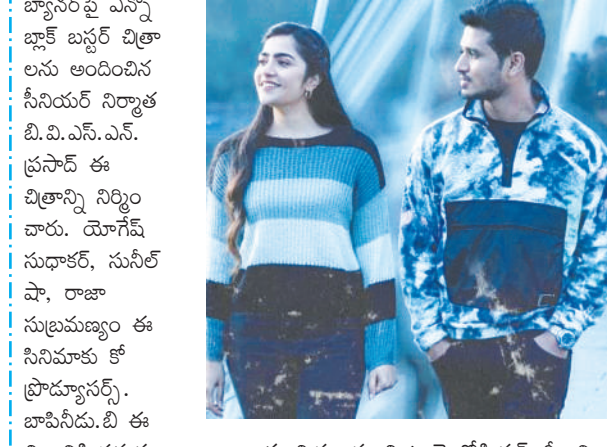 బ్యానర్‌పై ఎన్నో
బ్లాక్ బస్టర్ చిత్రా
లను అందించిన
సీనియర్ నిర్మాత
బి.వి.ఎస్.ఎన్.
ప్రసాద్ ఈ
చిత్రాన్ని నిర్మిం
చారు. యోగేష్
సుధాకర్, సునీల్
షా, రాజా
సుబ్రమణ్యం ఈ
సినిమాకు కో
ప్రొడ్యూసర్స్.
బాపినీడు.బి ఈ